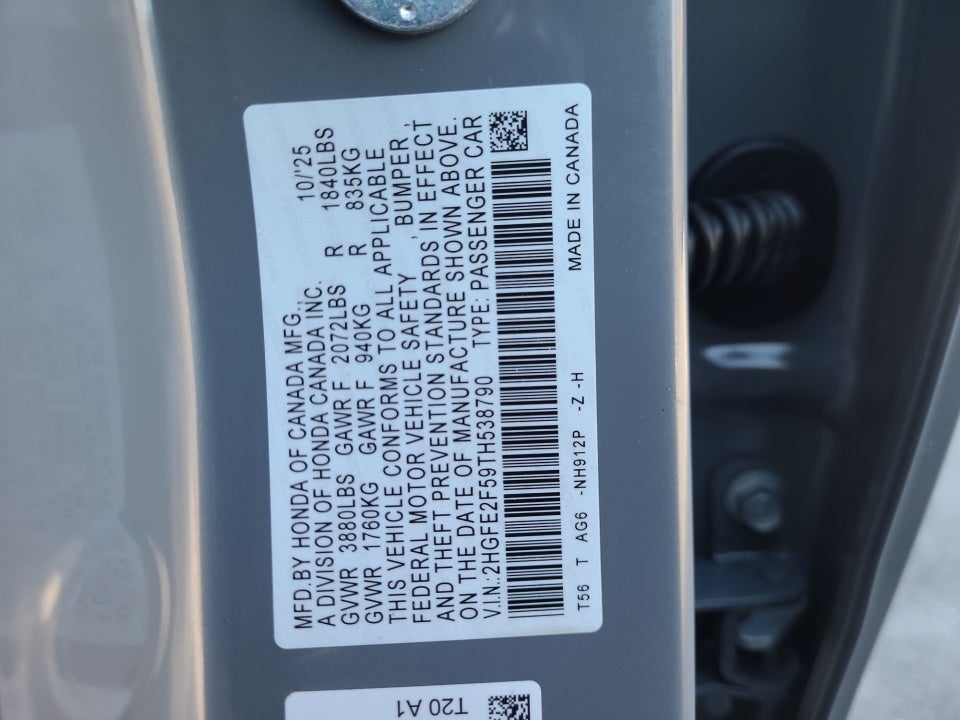 MFD.BY HONDA OF CANADA MFG., 10/'25
A DIVISION OF HONDA CANADA INC.
GVWR 3880LBS GAWR F 2072LBS R 1840LBS
GVWR 1760KG GAWR F 940KG R 835KG
THIS VEHICLE CONFORMS TO ALL APPLICABLE
FEDERAL MOTOR VEHICLE SAFETY, BUMPER,
AND THEFT PREVENTION STANDARDS IN EFFECT
ON THE DATE OF MANUFACTURE SHOWN ABOVE.
V.I.N.:2HGFE2F59TH538790 TYPE: PASSENGER CAR
T56 T AG6 -NH912P -Z -H MADE IN CANADA
T20 A1